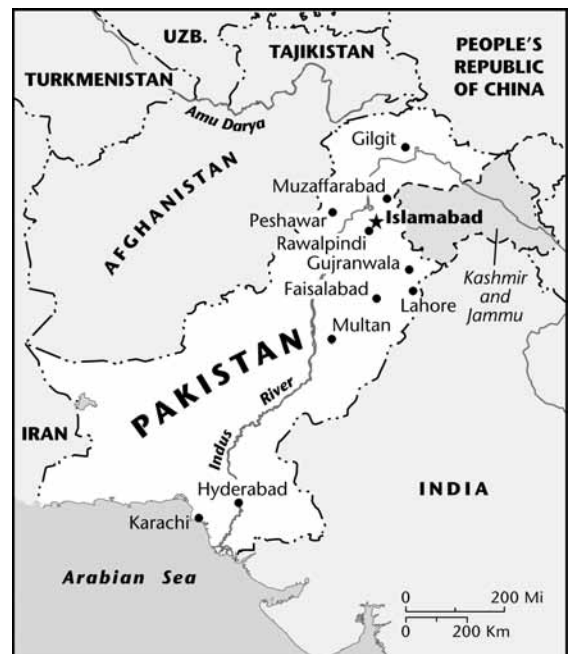 UZB.
TAJIKISTAN
PEOPLE'S
REPUBLIC
OF CHINA
TURKMENISTAN
Amu Darya
Gilgit
AFGHANISTAN
Muzaffarabad
Peshawar
Islamabad
Rawalpindi
Gujranwala
Kashmir
and
Jammu
Faisalabad
Lahore
Multan
PAKISTAN
Indus River
IRAN
Hyderabad
INDIA
Karachi
Arabian Sea
0 200 Mi
0 200 Km